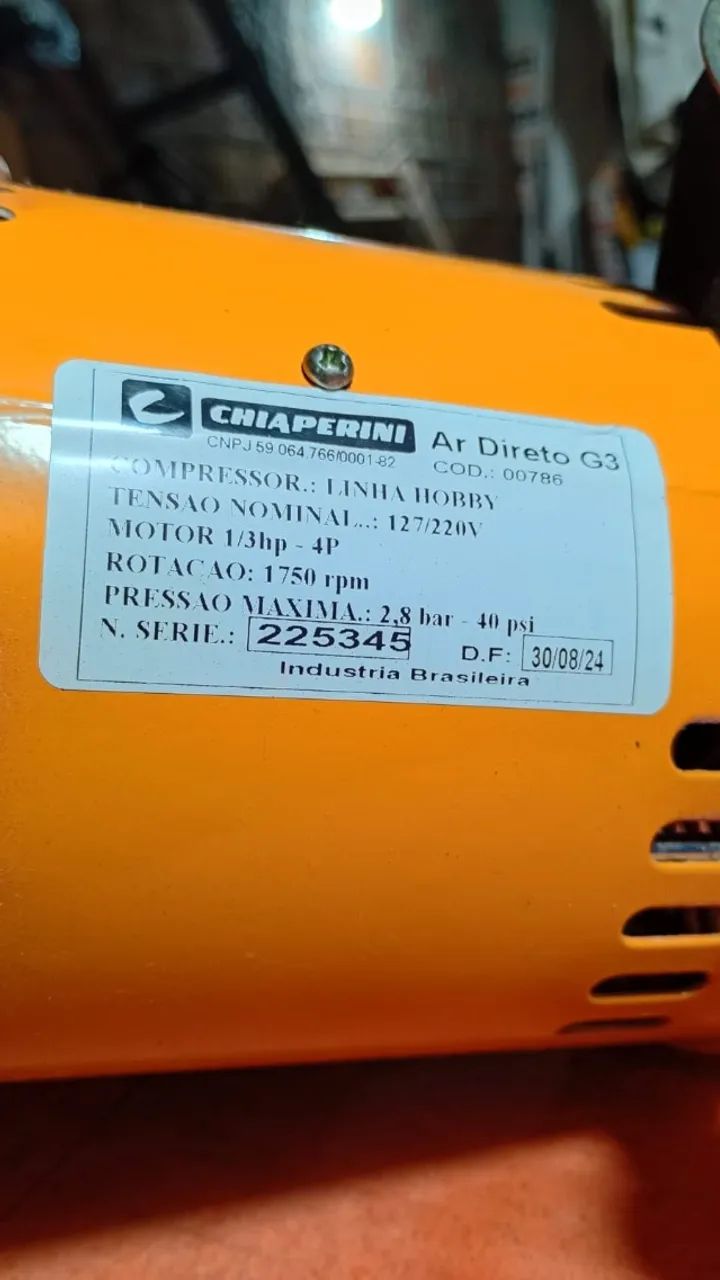 CHIAPERINI
CNPJ 59.064.766/0001-82
Ar Direto G3
COD.: 00786
COMPRESSOR.: LINHA HOBBY
TENSAO NOMINAL..: 127/220V
MOTOR 1/3hp - 4P
ROTACAO: 1750 rpm
PRESSAO MAXIMA.: 2,8 bar - 40 psi
N. SERIE.: 225345 D.F: 30/08/24
Industria Brasileira